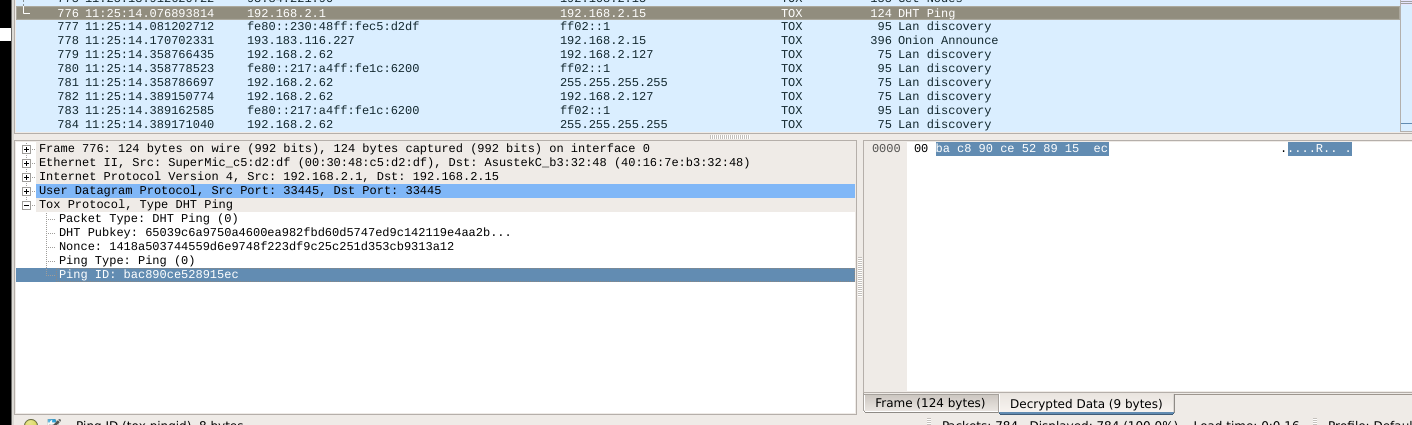 776 11:25:14.076893814 192.168.2.1 192.168.2.15 TOX 124 DHT Ping
777 11:25:14.081202712 fe80::230:48ff:fec5:d2df ff02::1 TOX 95 Lan discovery
778 11:25:14.170702331 193.183.116.227 192.168.2.15 TOX 396 Onion Announce
779 11:25:14.358766435 192.168.2.62 192.168.2.127 TOX 75 Lan discovery
780 11:25:14.358778523 fe80::217:a4ff:fe1c:6200 ff02::1 TOX 95 Lan discovery
781 11:25:14.358786697 192.168.2.62 255.255.255.255 TOX 75 Lan discovery
782 11:25:14.389150774 192.168.2.62 192.168.2.127 TOX 75 Lan discovery
783 11:25:14.389162585 fe80::217:a4ff:fe1c:6200 ff02::1 TOX 95 Lan discovery
784 11:25:14.389171040 192.168.2.62 255.255.255.255 TOX 75 Lan discovery
Frame 776: 124 bytes on wire (992 bits), 124 bytes captured (992 bits) on interface 0
Ethernet II, Src: SuperMic_c5:d2:df (00:30:48:c5:d2:df), Dst: AsustekC_b3:32:48 (40:16:7e:b3:32:48)
Internet Protocol Version 4, Src: 192.168.2.1, Dst: 192.168.2.15
User Datagram Protocol, Src Port: 33445, Dst Port: 33445
Tox Protocol, Type DHT Ping
Packet Type: DHT Ping (0)
DHT Pubkey: 65039c6a9750a4600ea982fbd60d5747ed9c142119e4aa2b...
Nonce: 1418a503744559d6e9748f223df9c25c251d353cb9313a12
Ping Type: Ping (0)
Ping ID: bac890ce528915ec
0000 00 ba c8 90 ce 52 89 15 ec .....R.. .
Frame (124 bytes) Decrypted Data (9 bytes)
Ping ID (tox.pingid), 8 bytes Packets: 784 · Displayed: 784 (100.0%) · Load time: 0:0.16 Profile: Defaul